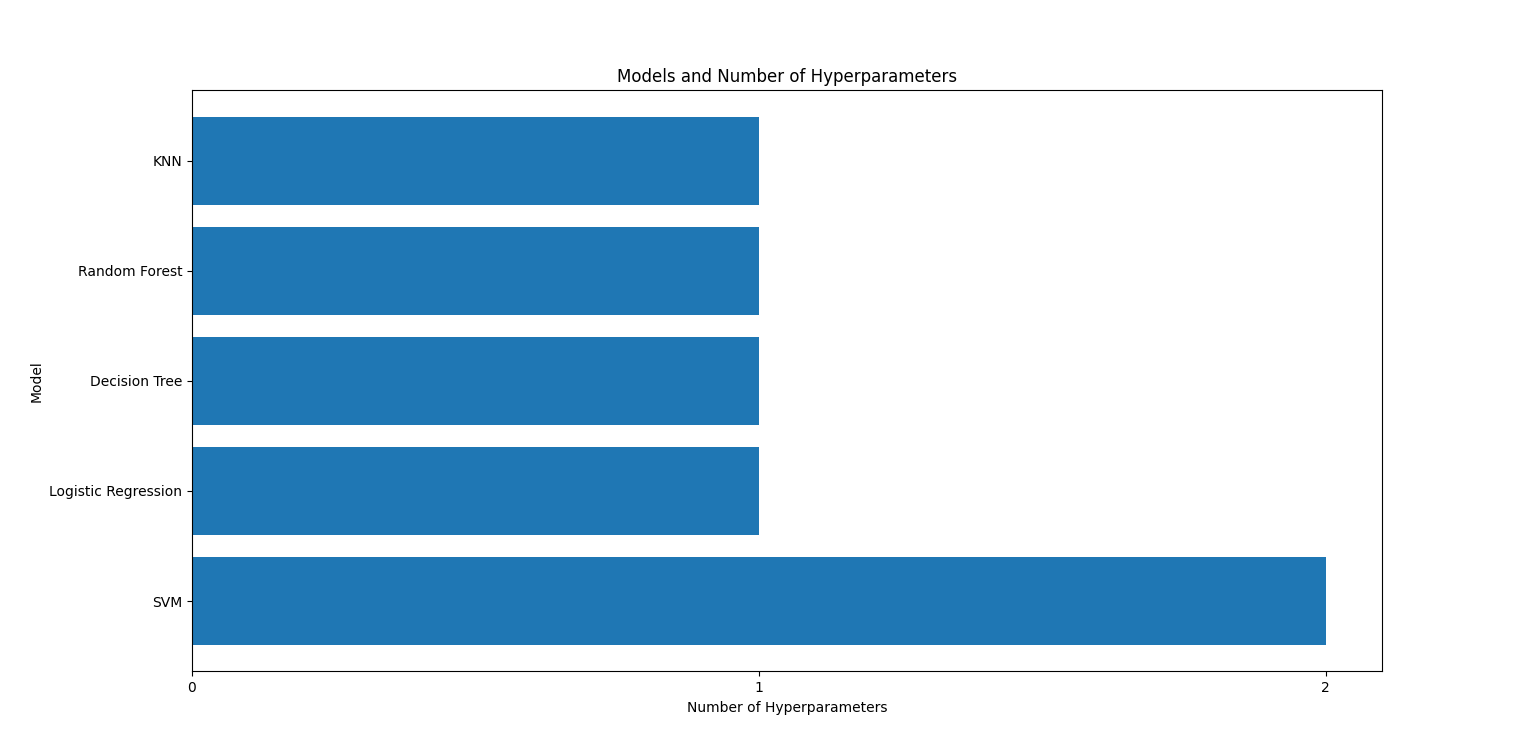 Models and Number of Hyperparameters
KNN
Random Forest
Decision Tree
Logistic Regression
SVM
Model
0 1 2
Number of Hyperparameters